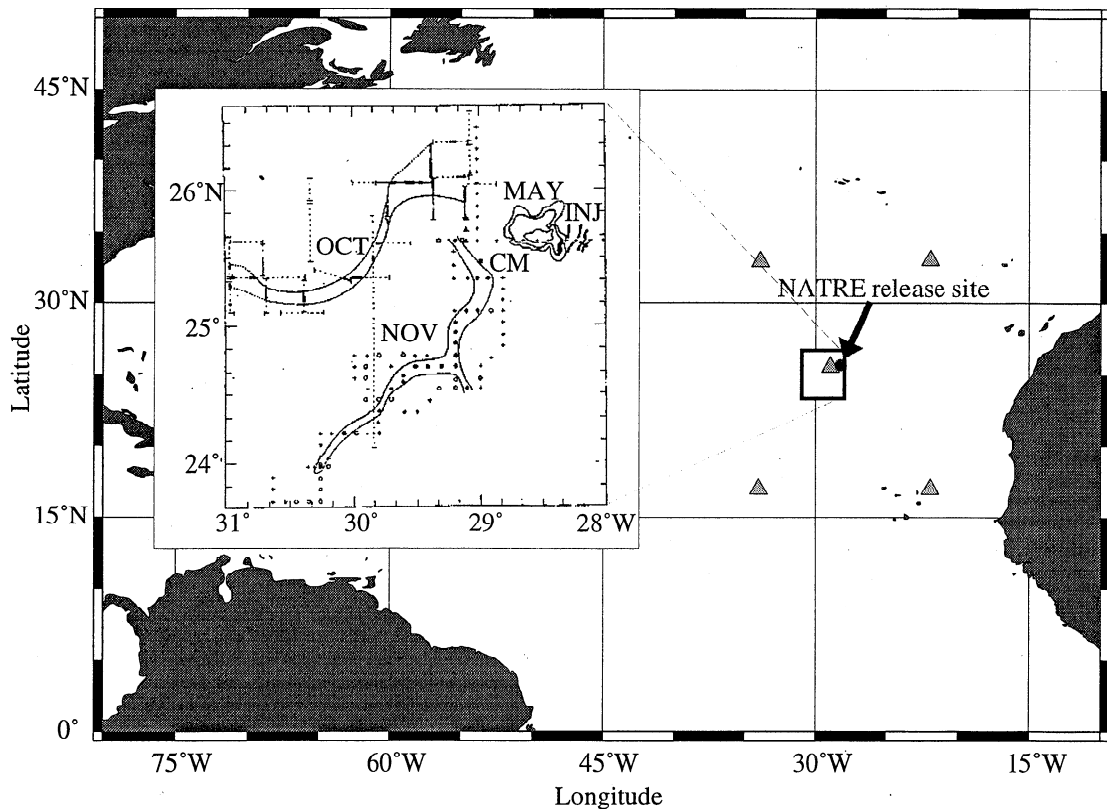 45°N
30°N
15°N
0°
Latitude
75°W
60°W
45°W
30°W
15°W
Longitude
NATRE release site
26°N
25°
24°
31°
30°
29°
28°W
MAY
INJ
OCT
CM
NOV